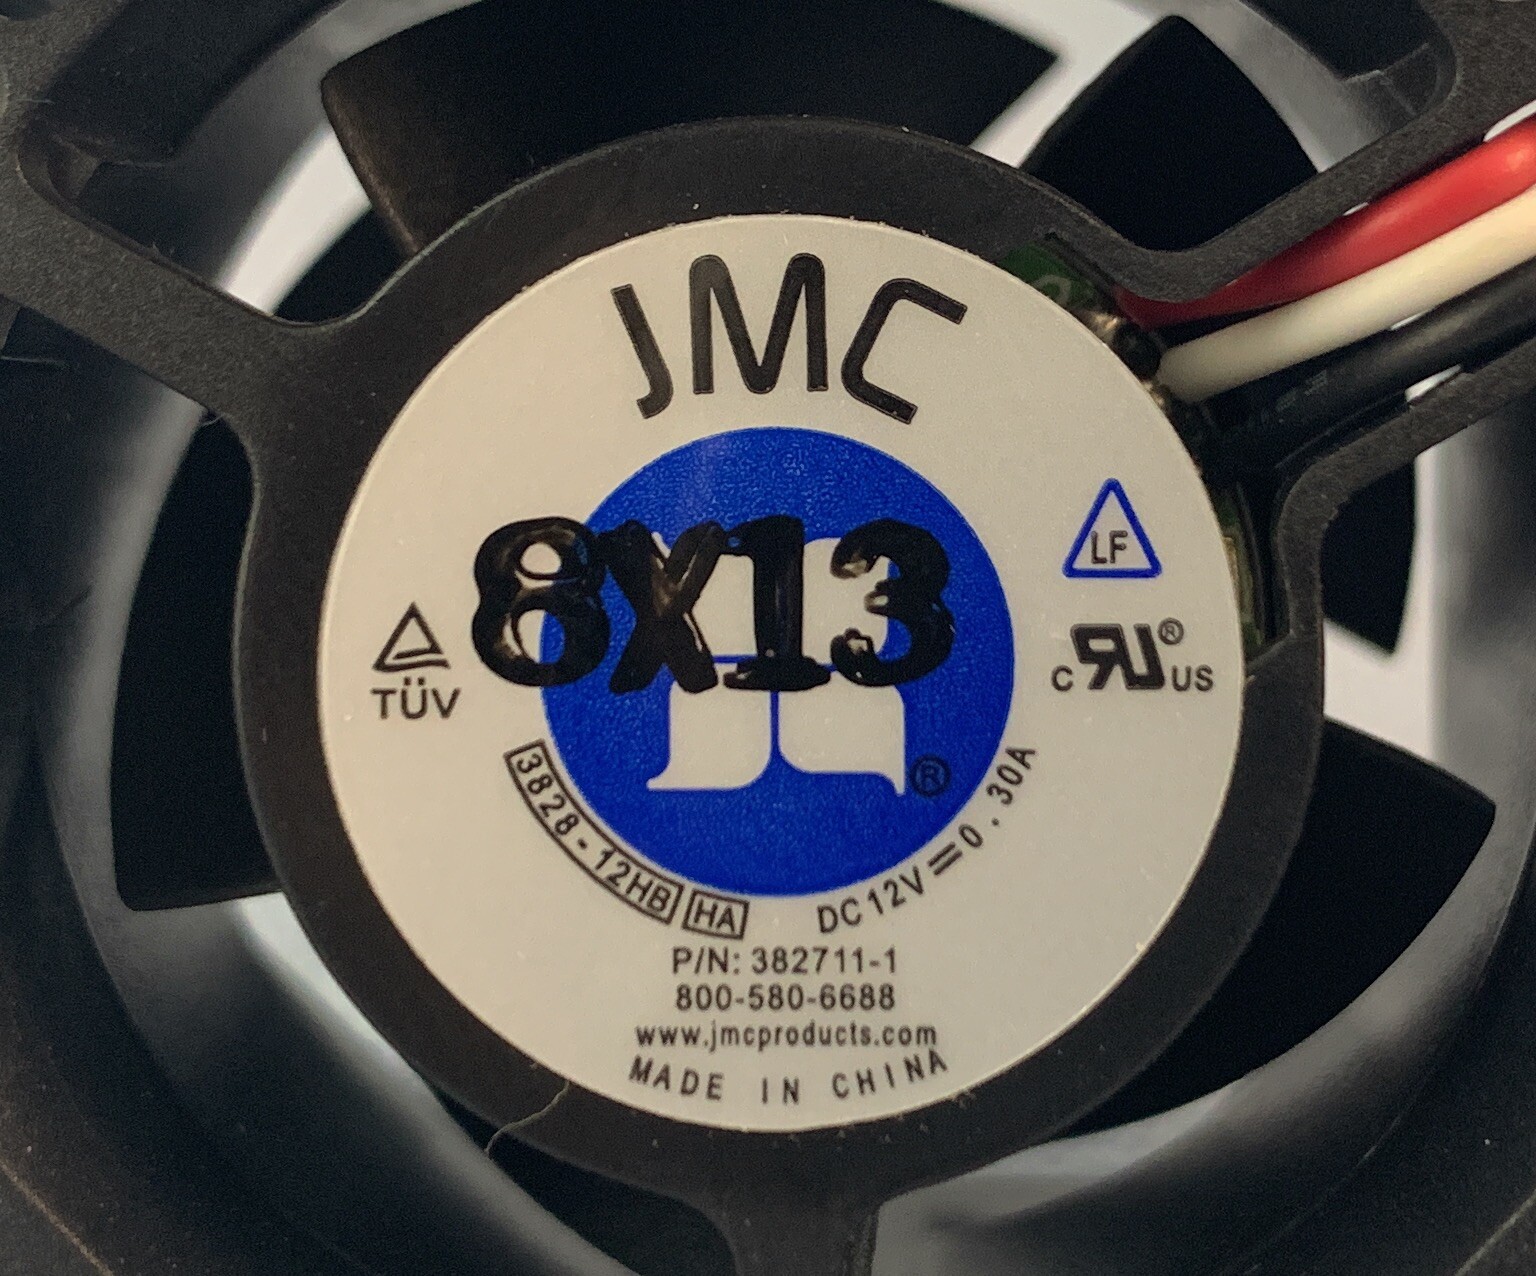 JMC
8X13
LF
TÜV
c RU® US
®
3828-12HB HA
DC12V=0.30A
P/N: 382711-1
800-580-6688
www.jmcproducts.com
MADE IN CHINA